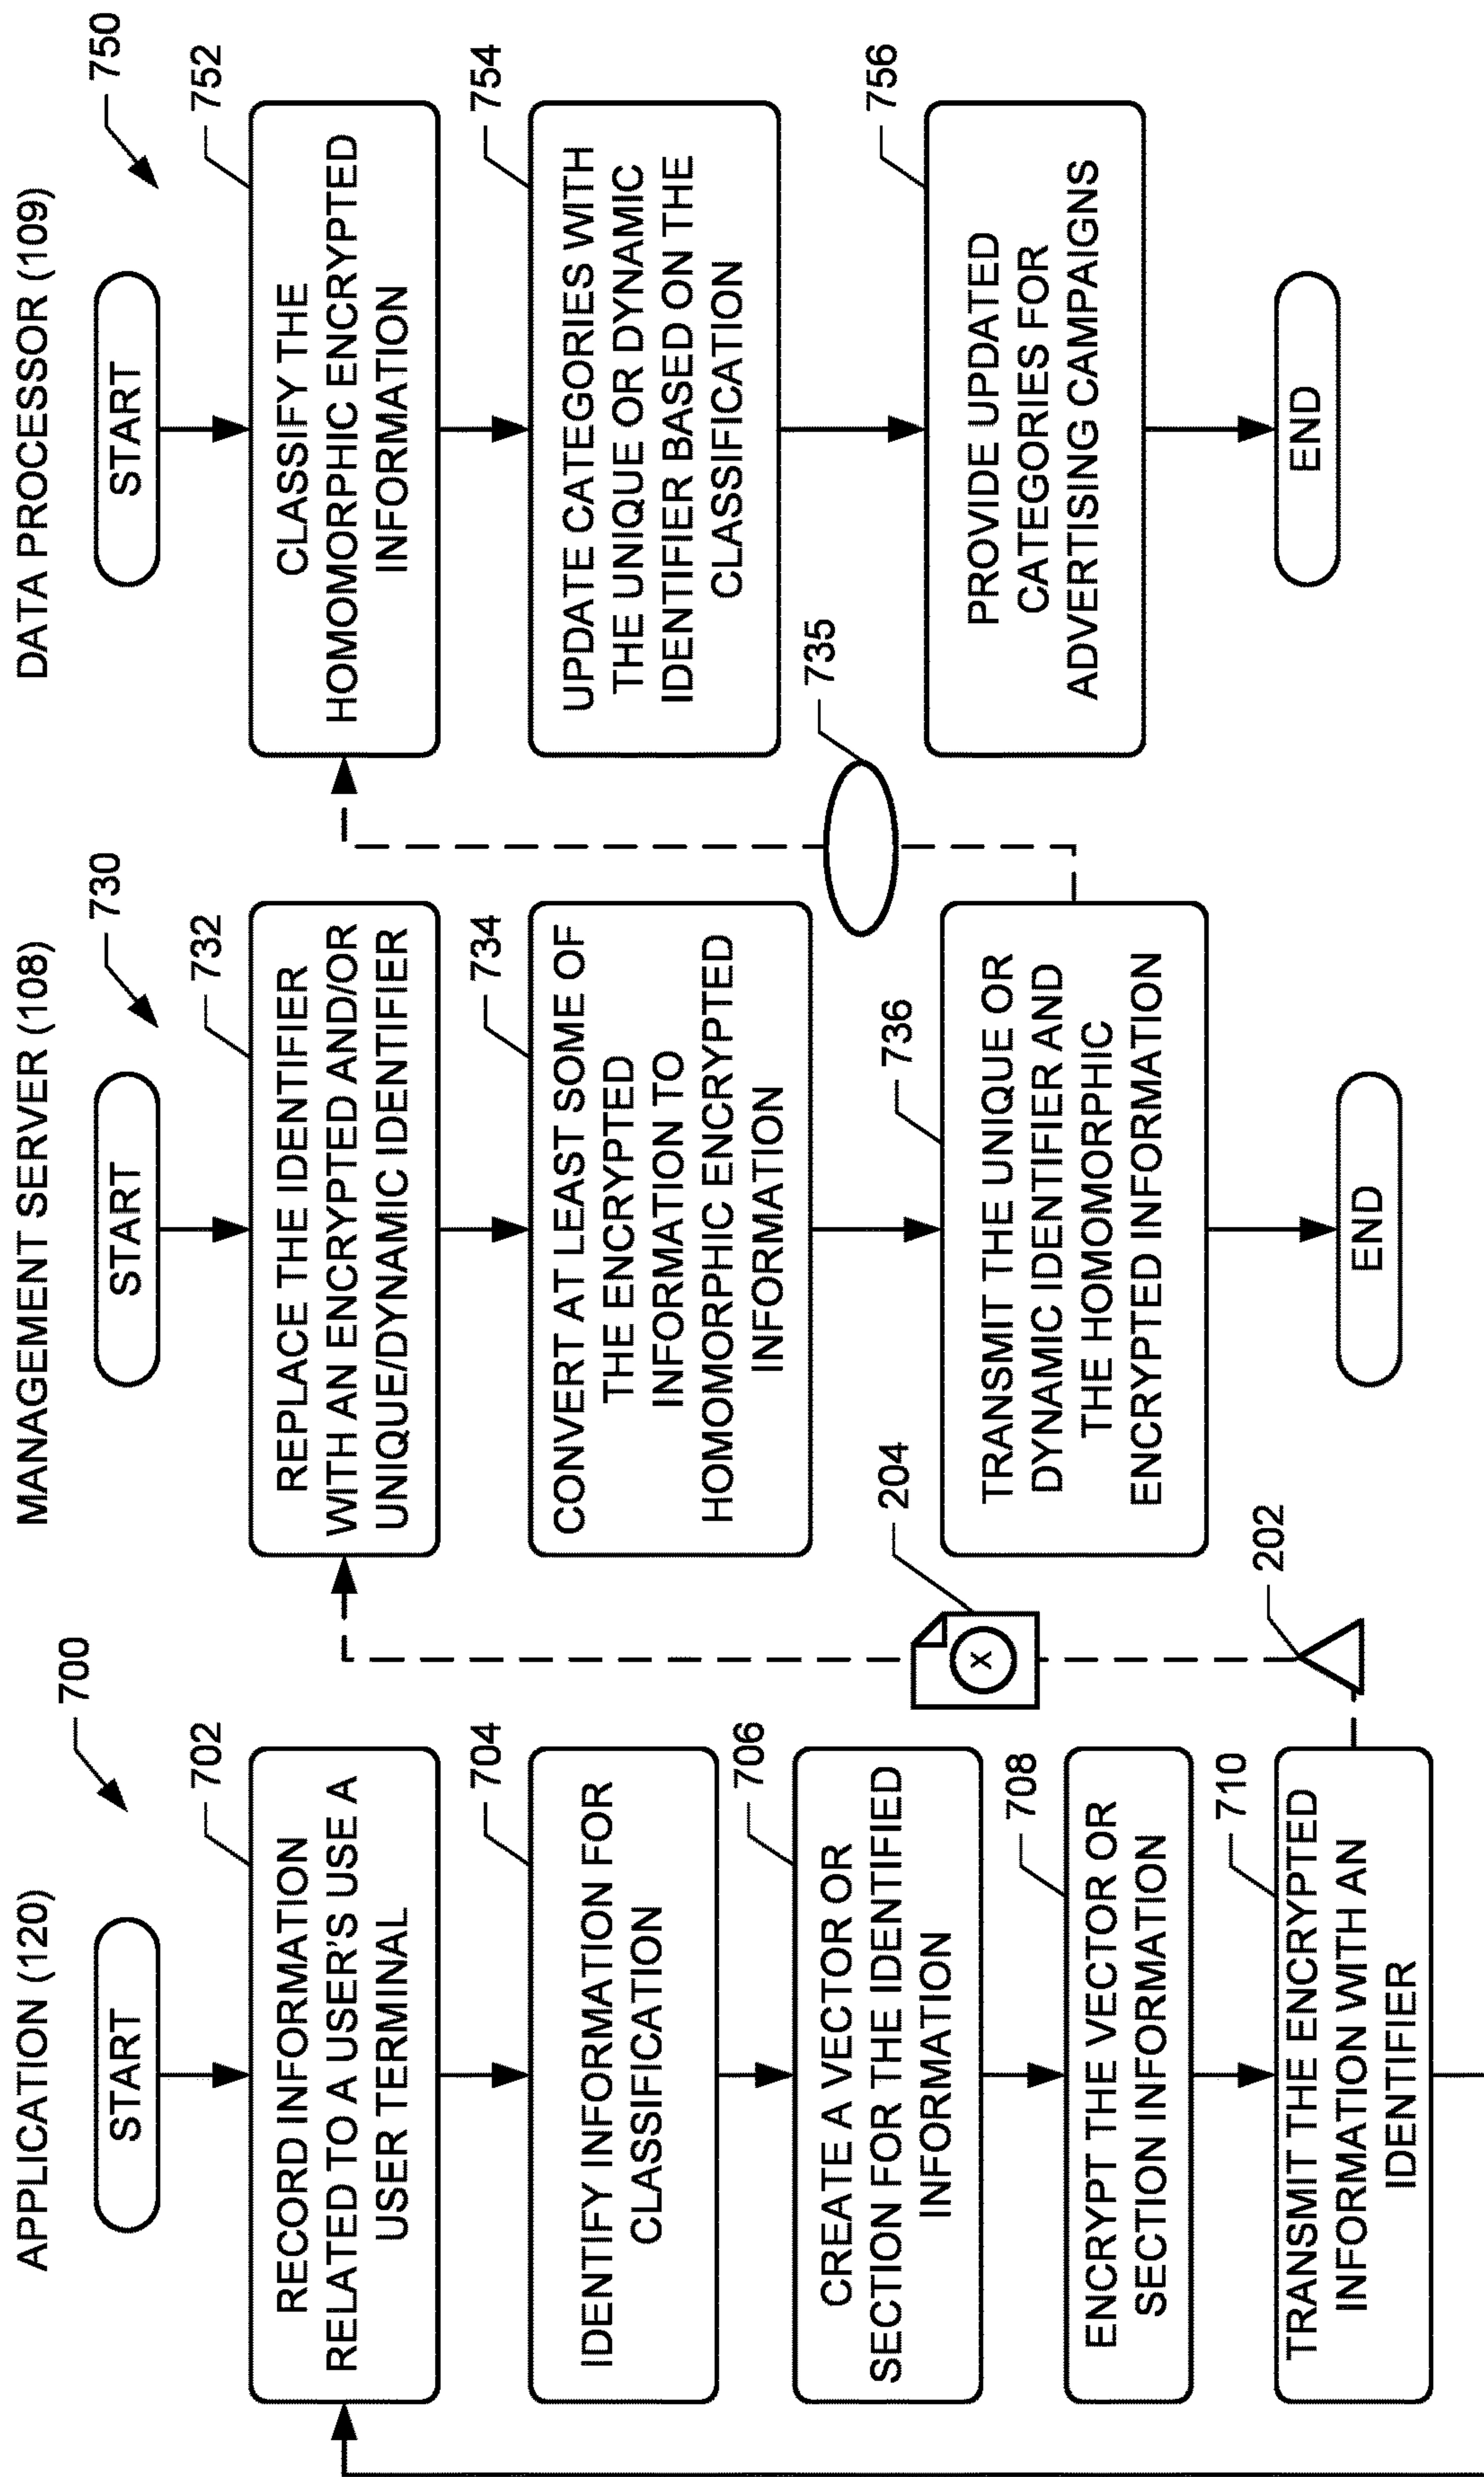 APPLICATION (120)
700
START
702
RECORD INFORMATION
RELATED TO A USER'S USE A
USER TERMINAL
704
IDENTIFY INFORMATION FOR
CLASSIFICATION
706
CREATE A VECTOR OR
SECTION FOR THE IDENTIFIED
INFORMATION
708
ENCRYPT THE VECTOR OR
SECTION INFORMATION
710
TRANSMIT THE ENCRYPTED
INFORMATION WITH AN
IDENTIFIER
204
X
202
MANAGEMENT SERVER (108)
730
START
732
REPLACE THE IDENTIFIER
WITH AN ENCRYPTED AND/OR
UNIQUE/DYNAMIC IDENTIFIER
734
CONVERT AT LEAST SOME OF
THE ENCRYPTED
INFORMATION TO
HOMOMORPHIC ENCRYPTED
INFORMATION
736
TRANSMIT THE UNIQUE OR
DYNAMIC IDENTIFIER AND
THE HOMOMORPHIC
ENCRYPTED INFORMATION
END
735
DATA PROCESSOR (109)
750
START
752
CLASSIFY THE
HOMOMORPHIC ENCRYPTED
INFORMATION
754
UPDATE CATEGORIES WITH
THE UNIQUE OR DYNAMIC
IDENTIFIER BASED ON THE
CLASSIFICATION
756
PROVIDE UPDATED
CATEGORIES FOR
ADVERTISING CAMPAIGNS
END